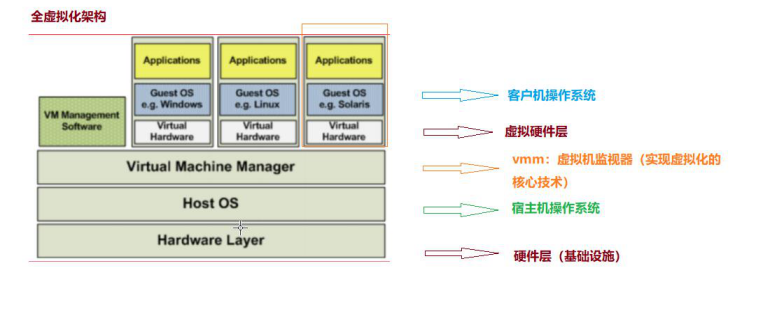 全虚拟化架构
Applications
Applications
Applications
Guest OS
e.g. Windows
Guest OS
e.g. Linux
Guest OS
e.g. Solaris
客户机操作系统
VM Management
Software
Virtual
Hardware
Virtual
Hardware
Virtual
Hardware
虚拟硬件层
Virtual Machine Manager
vmm：虚拟机监视器（实现虚拟化的
核心技术）
Host OS
宿主机操作系统
Hardware Layer
硬件层（基础设施）